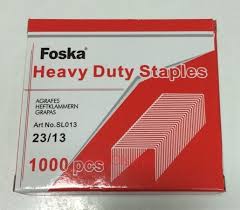 Foska®
Heavy Duty Staples
AGRAFES
HEFTKLAMMERN
GRAPAS
Art No.SL013
23/13
1000 pcs